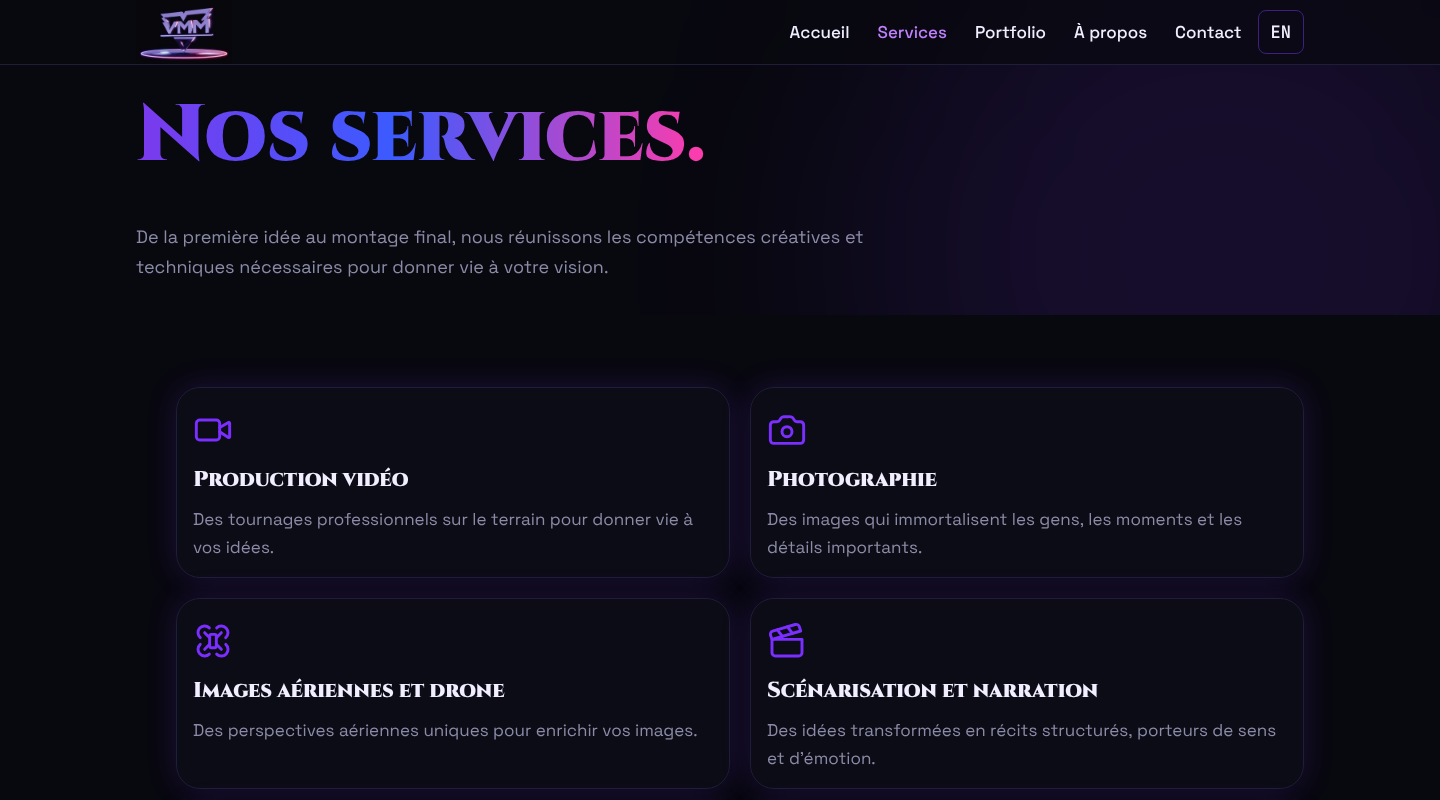 VMM
Accueil Services Portfolio À propos Contact EN
Nos services.
De la première idée au montage final, nous réunissons les compétences créatives et
techniques nécessaires pour donner vie à votre vision.
Production vidéo
Des tournages professionnels sur le terrain pour donner vie à
vos idées.
Photographie
Des images qui immortalisent les gens, les moments et les
détails importants.
Images aériennes et drone
Des perspectives aériennes uniques pour enrichir vos images.
Scénarisation et narration
Des idées transformées en récits structurés, porteurs de sens
et d’émotion.